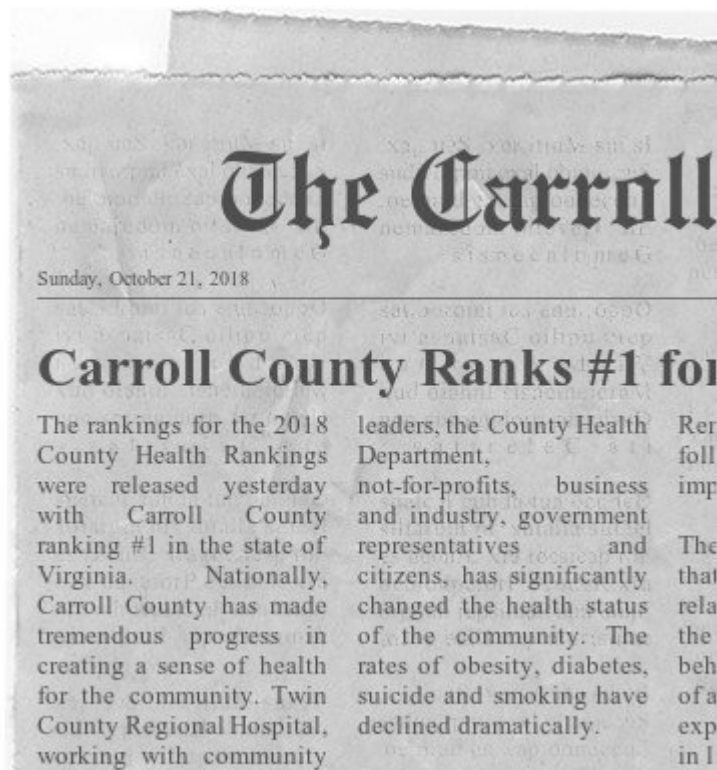 The Carroll
Sunday, October 21, 2018
Carroll County Ranks #1 for
The rankings for the 2018
County Health Rankings
were released yesterday
with Carroll County
ranking #1 in the state of
Virginia. Nationally,
Carroll County has made
tremendous progress in
creating a sense of health
for the community. Twin
County Regional Hospital,
working with community
leaders, the County Health
Department,
not-for-profits, business
and industry, government
representatives and
citizens, has significantly
changed the health status
of the community. The
rates of obesity, diabetes,
suicide and smoking have
declined dramatically.
The
the
in